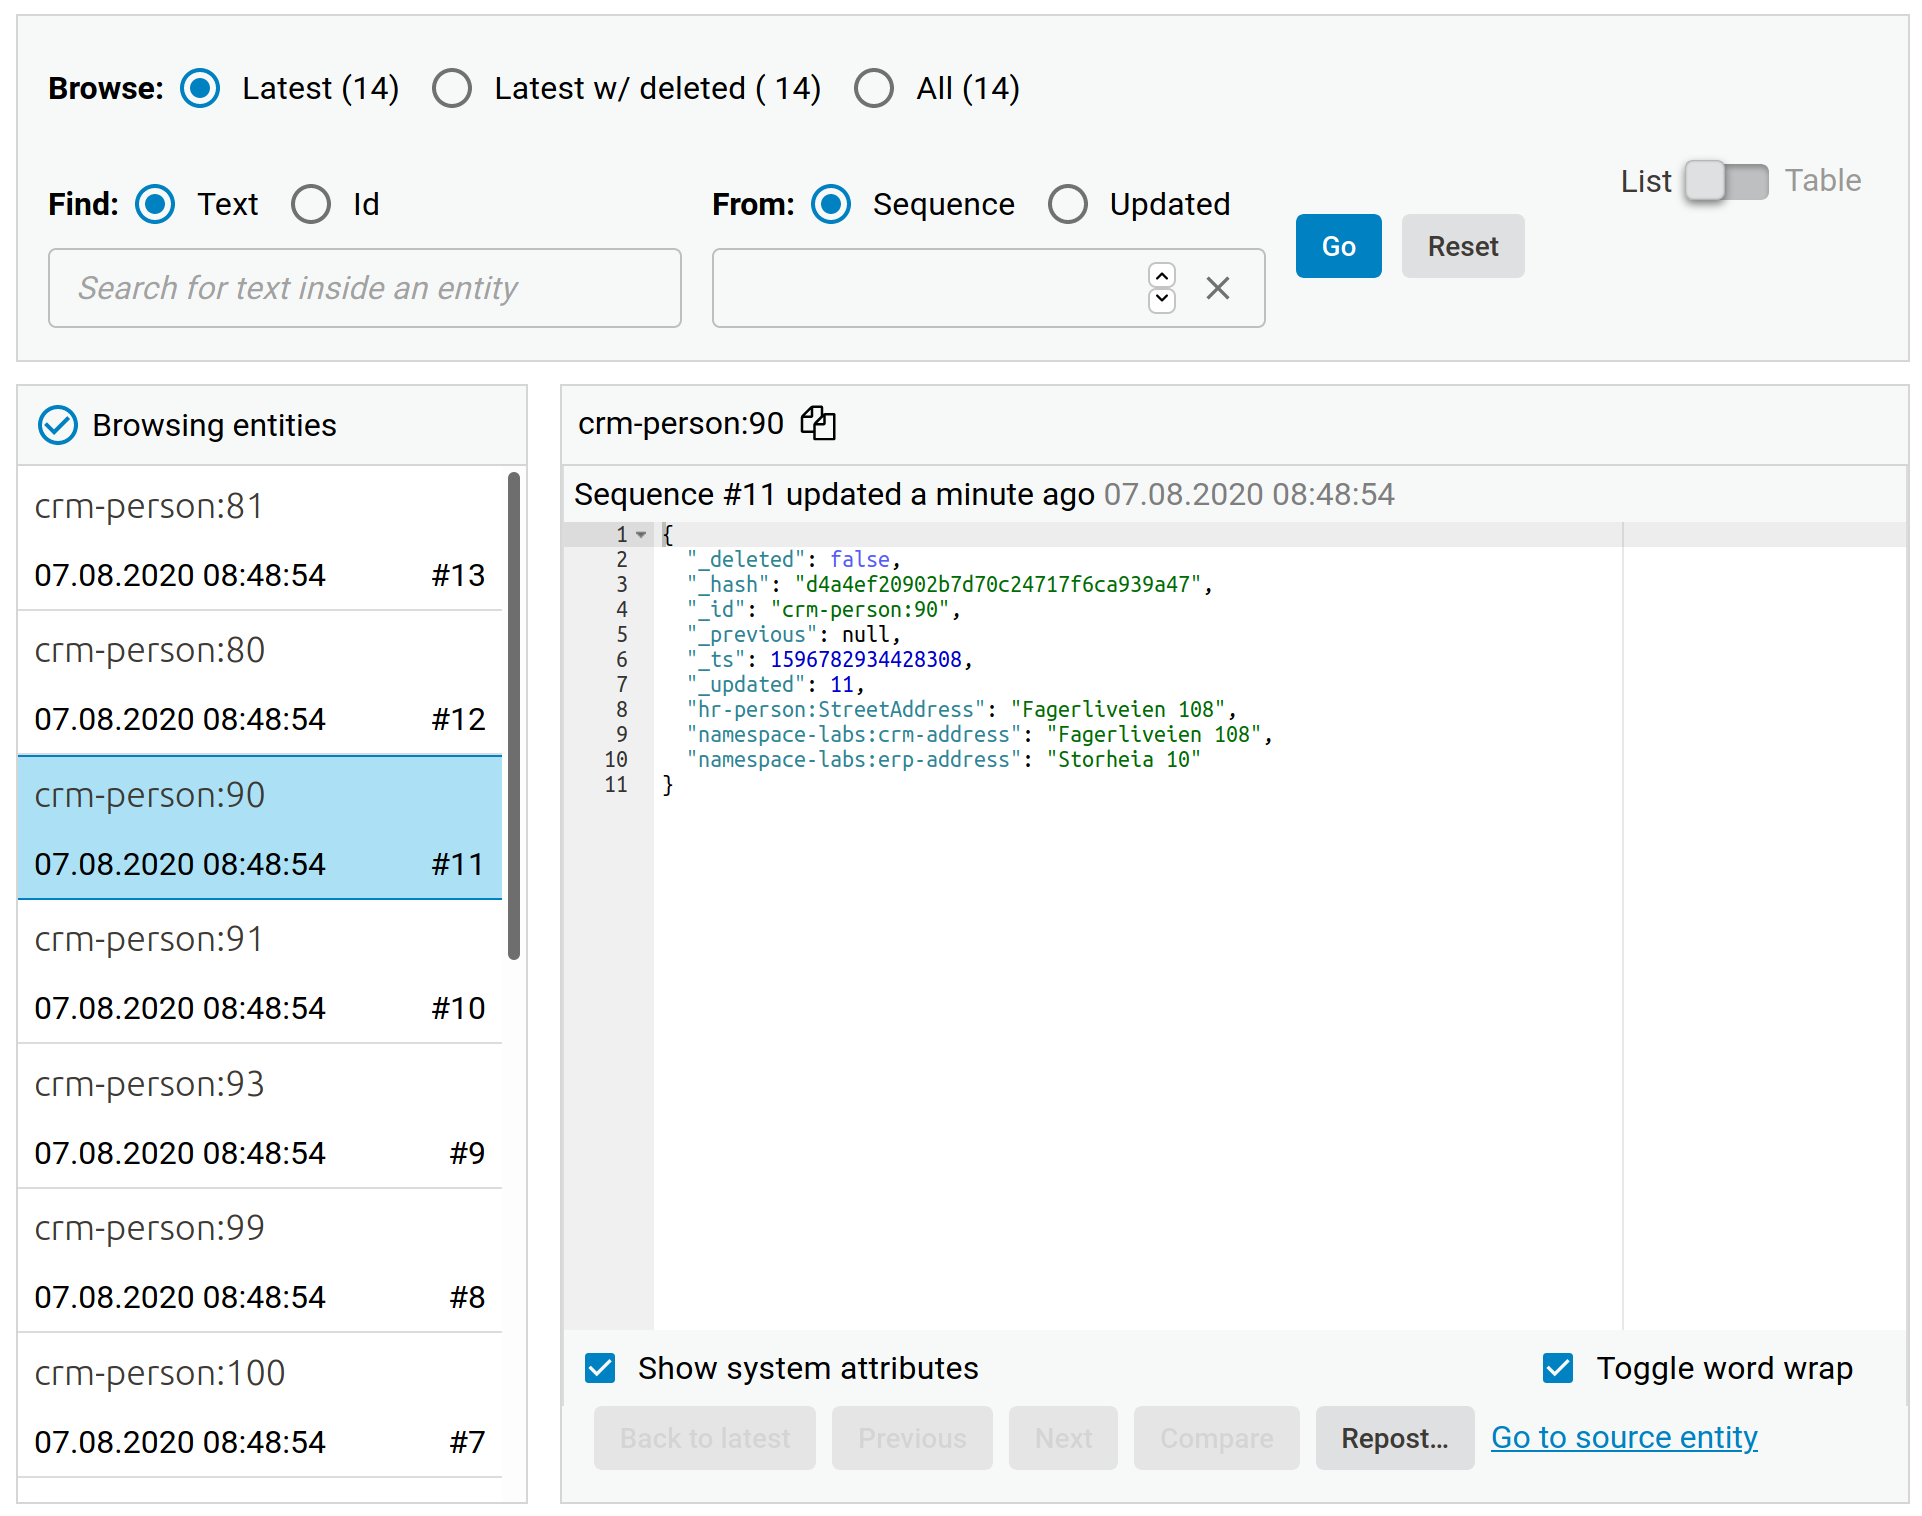 Browse: Latest (14) Latest w/ deleted ( 14) All (14)
List Table
Find: Text Id From: Sequence Updated
Go Reset
Search for text inside an entity
Browsing entities
crm-person:81
07.08.2020 08:48:54 #13
crm-person:80
07.08.2020 08:48:54 #12
crm-person:90
07.08.2020 08:48:54 #11
crm-person:91
07.08.2020 08:48:54 #10
crm-person:93
07.08.2020 08:48:54 #9
crm-person:99
07.08.2020 08:48:54 #8
crm-person:100
07.08.2020 08:48:54 #7
crm-person:90
Sequence #11 updated a minute ago 07.08.2020 08:48:54
1 {
2 "_deleted": false,
3 "_hash": "d4a4ef20902b7d70c24717f6ca939a47",
4 "_id": "crm-person:90",
5 "_previous": null,
6 "_ts": 1596782934428308,
7 "_updated": 11,
8 "hr-person:StreetAddress": "Fagerliveien 108",
9 "namespace-labs:crm-address": "Fagerliveien 108",
10 "namespace-labs:erp-address": "Storheia 10"
11 }
Show system attributes Toggle word wrap
Back to latest Previous Next Compare Repost... Go to source entity